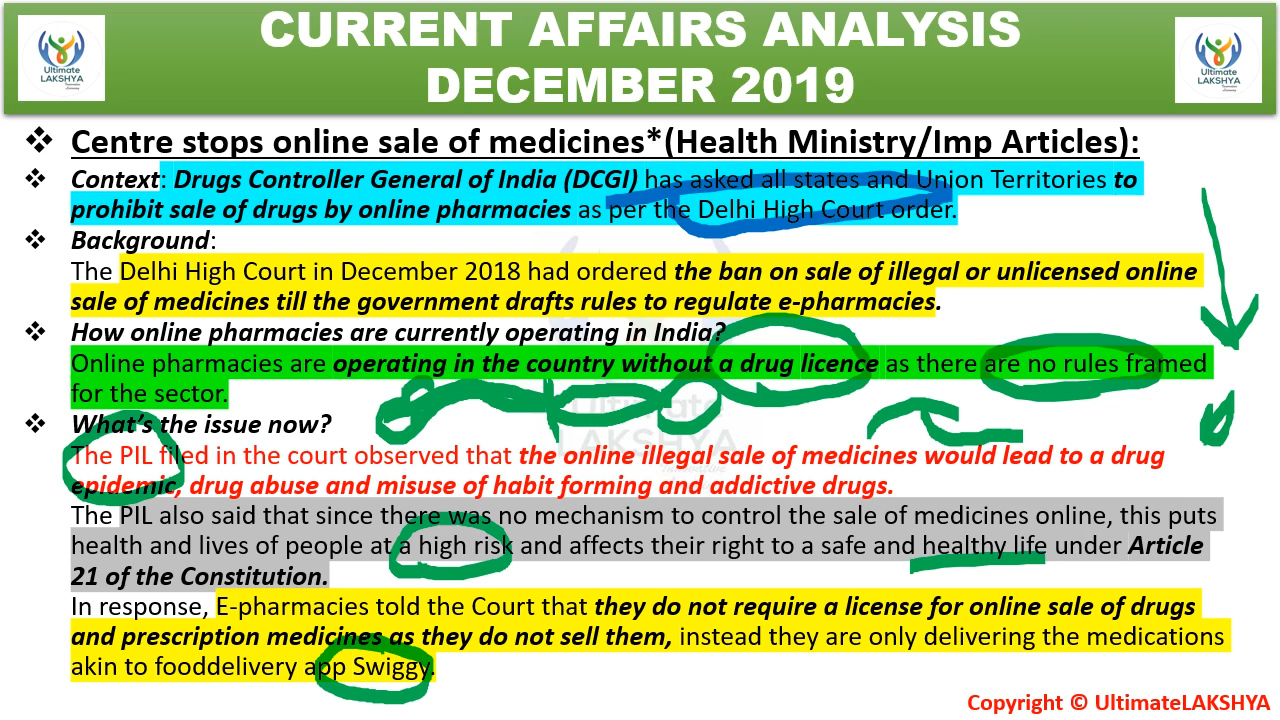 CURRENT AFFAIRS ANALYSIS
DECEMBER 2019
Ultimate
LAKSHYA
Ultimate
LAKSHYA
❖ Centre stops online sale of medicines*(Health Ministry/Imp Articles):
❖ Context: Drugs Controller General of India (DCGI) has asked all states and Union Territories to
prohibit sale of drugs by online pharmacies as per the Delhi High Court order.
❖ Background:
The Delhi High Court in December 2018 had ordered the ban on sale of illegal or unlicensed online
sale of medicines till the government drafts rules to regulate e-pharmacies.
❖ How online pharmacies are currently operating in India?
Online pharmacies are operating in the country without a drug licence as there are no rules framed
for the sector.
Ultimate
LAKSHYA
❖ What's the issue now?
The PIL filed in the court observed that the online illegal sale of medicines would lead to a drug
epidemic, drug abuse and misuse of habit forming and addictive drugs.
The PIL also said that since there was no mechanism to control the sale of medicines online, this puts
health and lives of people at a high risk and affects their right to a safe and healthy life under Article
21 of the Constitution.
In response, E-pharmacies told the Court that they do not require a license for online sale of drugs
and prescription medicines as they do not sell them, instead they are only delivering the medications
akin to fooddelivery app Swiggy.
Copyright © UltimateLAKSHYA